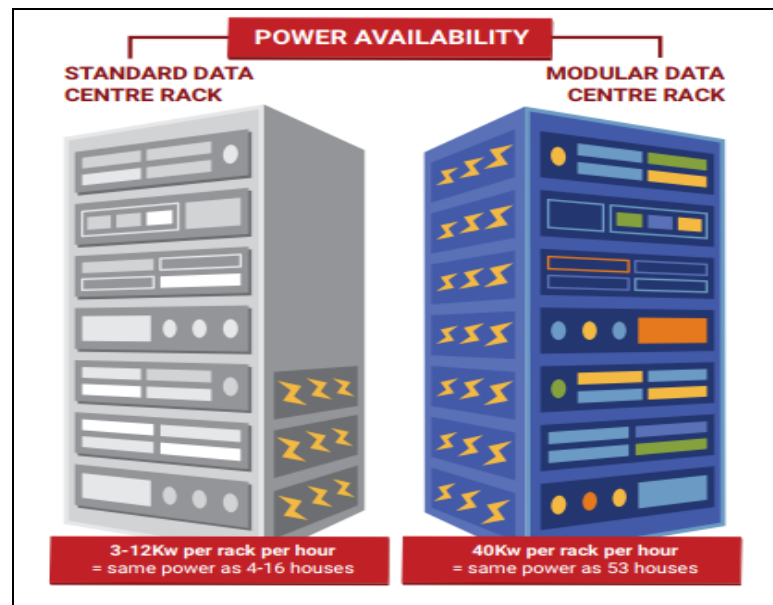 POWER AVAILABILITY
STANDARD DATA
CENTRE RACK
MODULAR DATA
CENTRE RACK
3-12Kw per rack per hour
= same power as 4-16 houses
40Kw per rack per hour
= same power as 53 houses